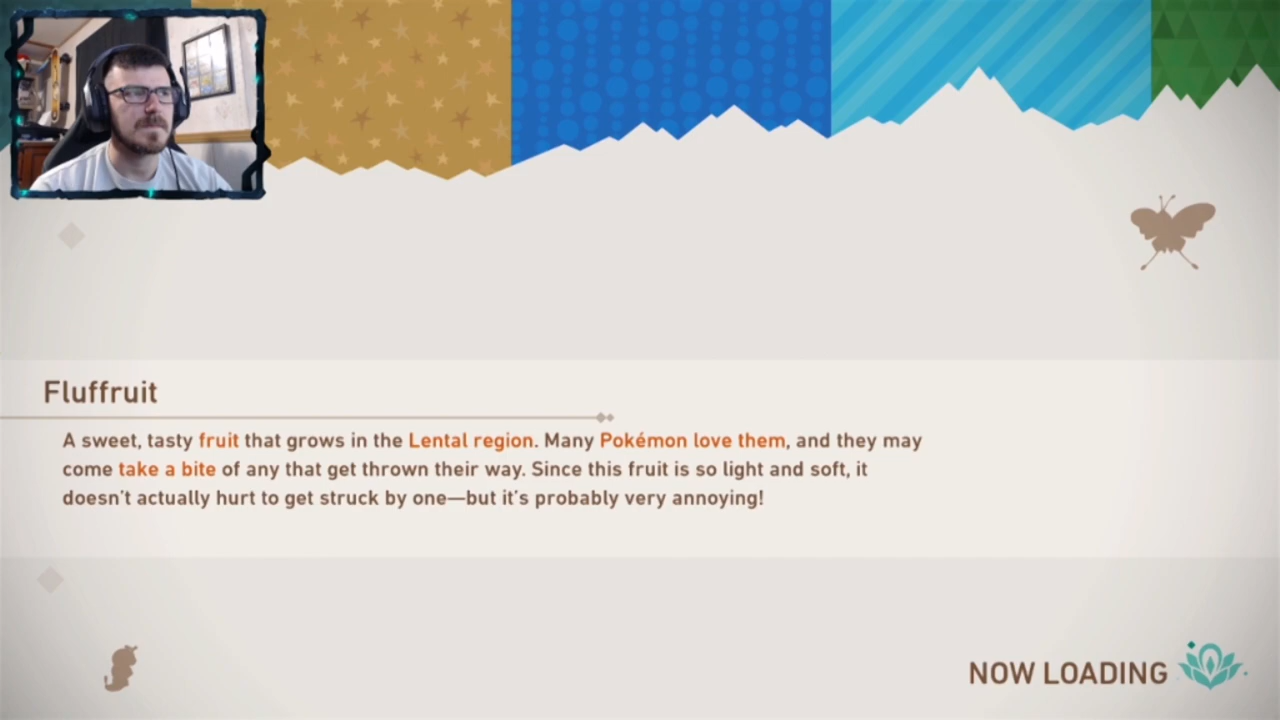 Fluffruit
A sweet, tasty fruit that grows in the Lental region. Many Pokémon love them, and they may
come take a bite of any that get thrown their way. Since this fruit is so light and soft, it
doesn't actually hurt to get struck by one—but it's probably very annoying!
NOW LOADING